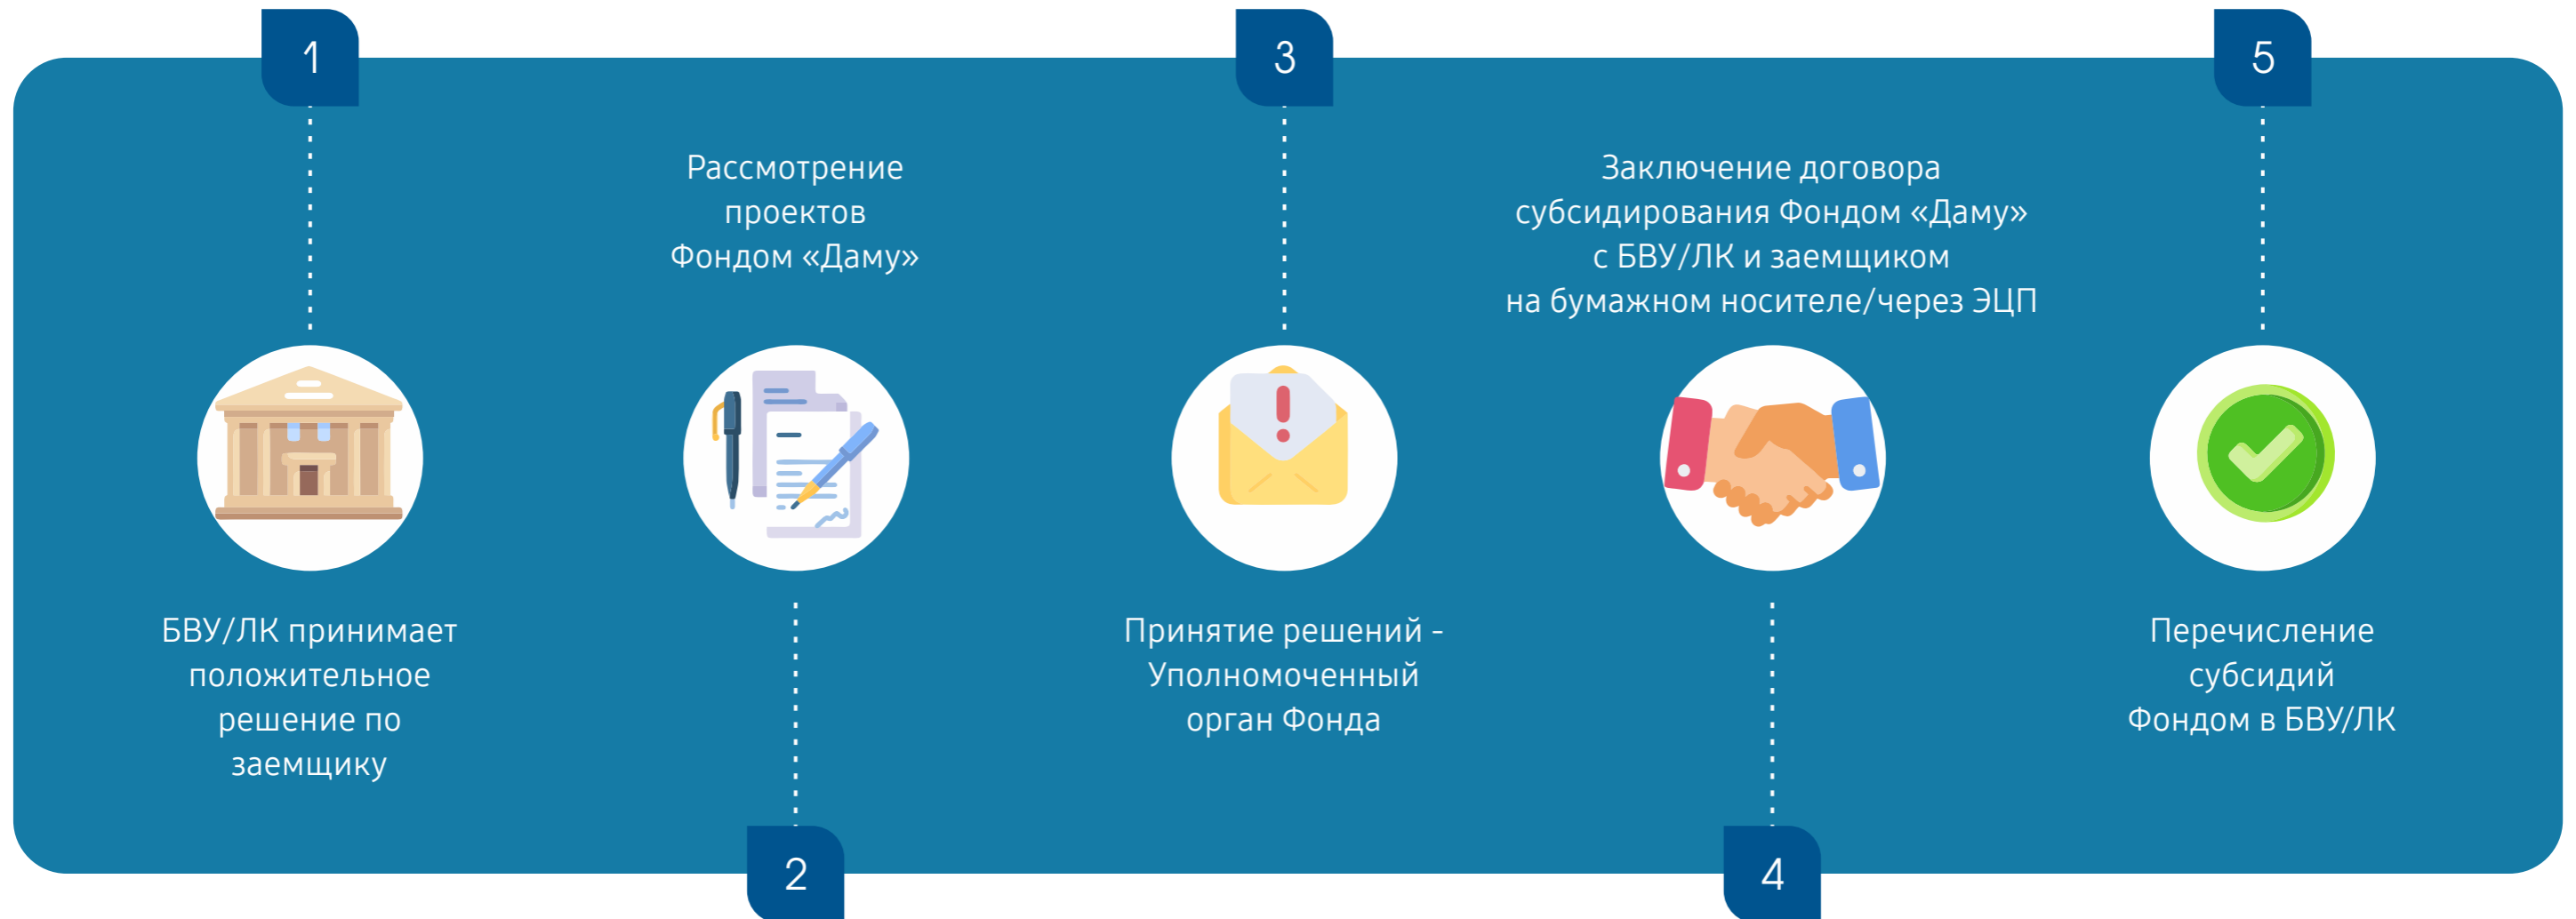 1
БВУ/ЛК принимает
положительное
решение по
заемщику
Рассмотрение
проектов
Фондом «Даму»
2
3
Принятие решений -
Уполномоченный
орган Фонда
Заключение договора
субсидирования Фондом «Даму»
с БВУ/ЛК и заемщиком
на бумажном носителе/через ЭЦП
4
5
Перечисление
субсидий
Фондом в БВУ/ЛК